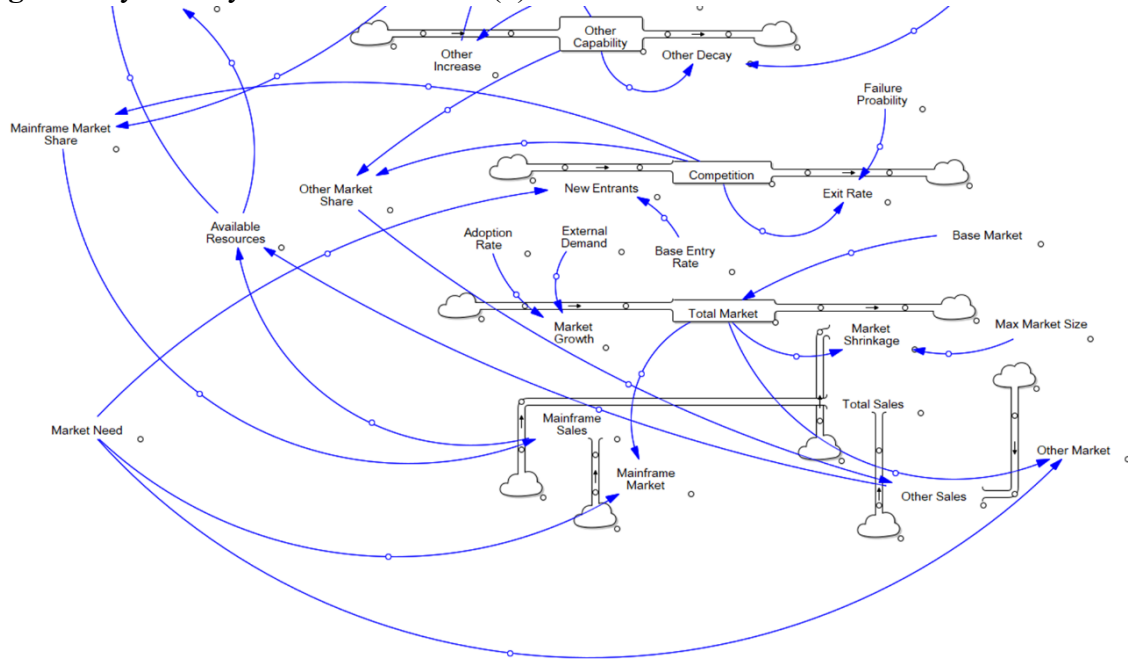 Other
Capability
Other
Increase
Other Decay
Failure
Proability
Mainframe Market
Share
Competition
Other Market
Share
New Entrants
Exit Rate
Available
Resources
Adoption
Rate
External
Demand
Base Entry
Rate
Base Market
Total Market
Market
Growth
Market
Shrinkage
Max Market Size
Total Sales
Mainframe
Sales
Market Need
Mainframe
Market
Other Market
Other Sales